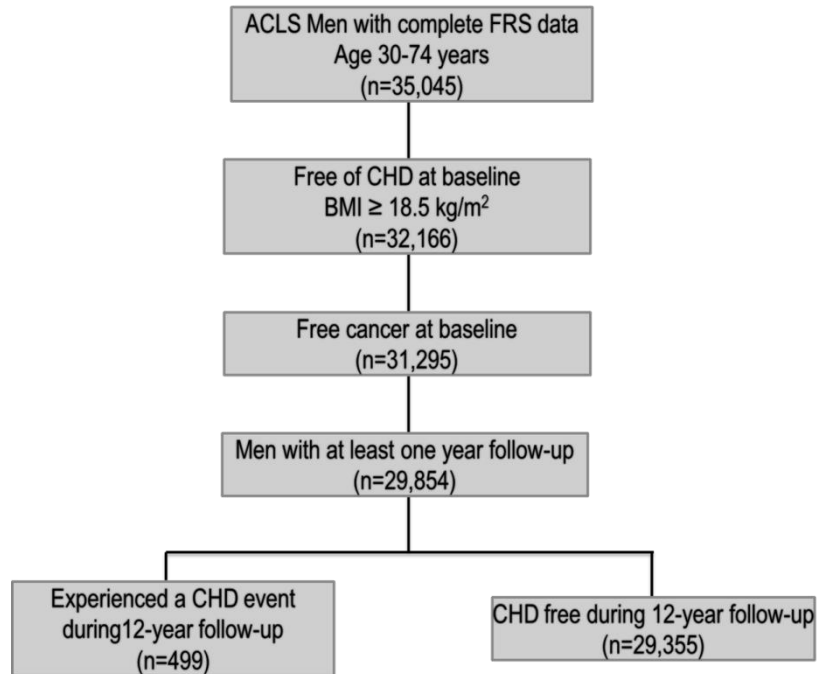 ACLS Men with complete FRS data
Age 30-74 years
(n=35,045)
Free of CHD at baseline
BMI ≥ 18.5 kg/m²
(n=32,166)
Free cancer at baseline
(n=31,295)
Men with at least one year follow-up
(n=29,854)
Experienced a CHD event
during12-year follow-up
(n=499)
CHD free during 12-year follow-up
(n=29,355)